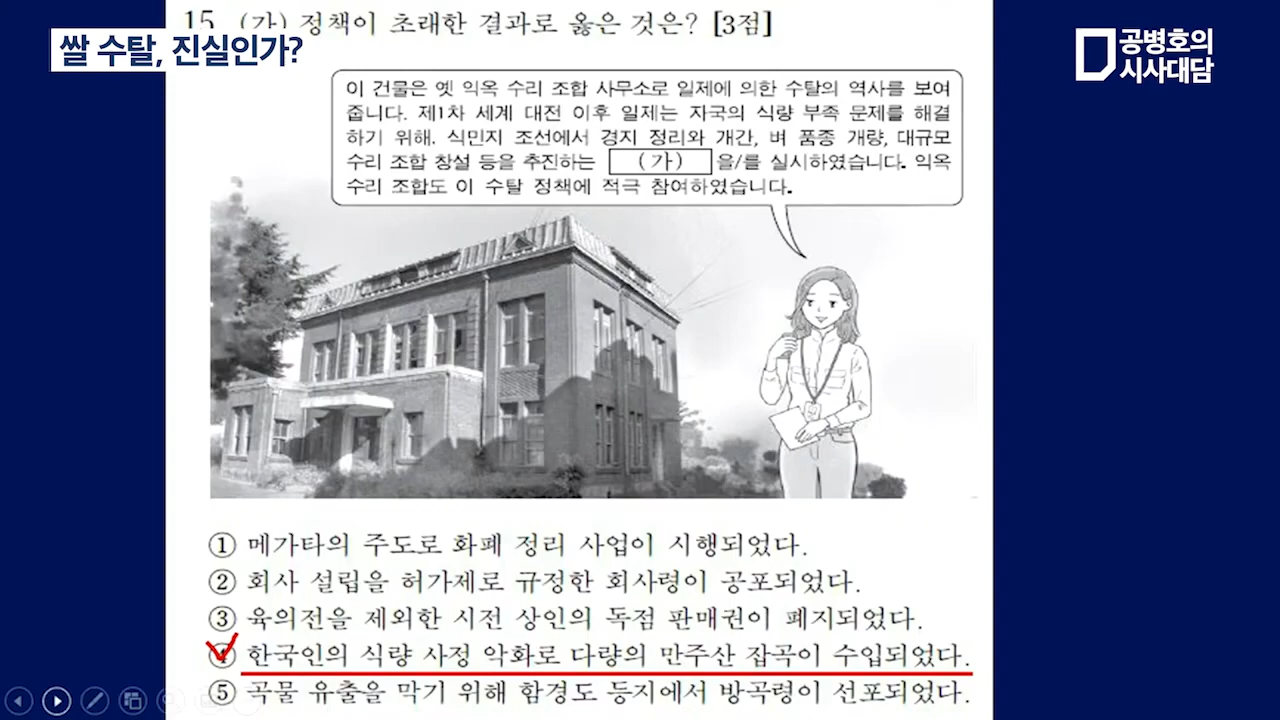 15. (가) 정책이 초래한 결과로 옳은 것은? [3점]
쌀 수탈, 진실인가?
공병호의
시사대담
이 건물은 옛 익옥 수리 조합 사무소로 일제에 의한 수탈의 역사를 보여
줍니다. 제1차 세계 대전 이후 일제는 자국의 식량 부족 문제를 해결
하기 위해, 식민지 조선에서 경지 정리와 개간, 벼 품종 개량, 대규모
수리 조합 창설 등을 추진하는 (가) 을/를 실시하였습니다. 익옥
수리 조합도 이 수탈 정책에 적극 참여하였습니다.
① 메가타의 주도로 화폐 정리 사업이 시행되었다.
② 회사 설립을 허가제로 규정한 회사령이 공포되었다.
③ 육의전을 제외한 시전 상인의 독점 판매권이 폐지되었다.
④ 한국인의 식량 사정 악화로 다량의 만주산 잡곡이 수입되었다.
⑤ 곡물 유출을 막기 위해 함경도 등지에서 방곡령이 선포되었다.